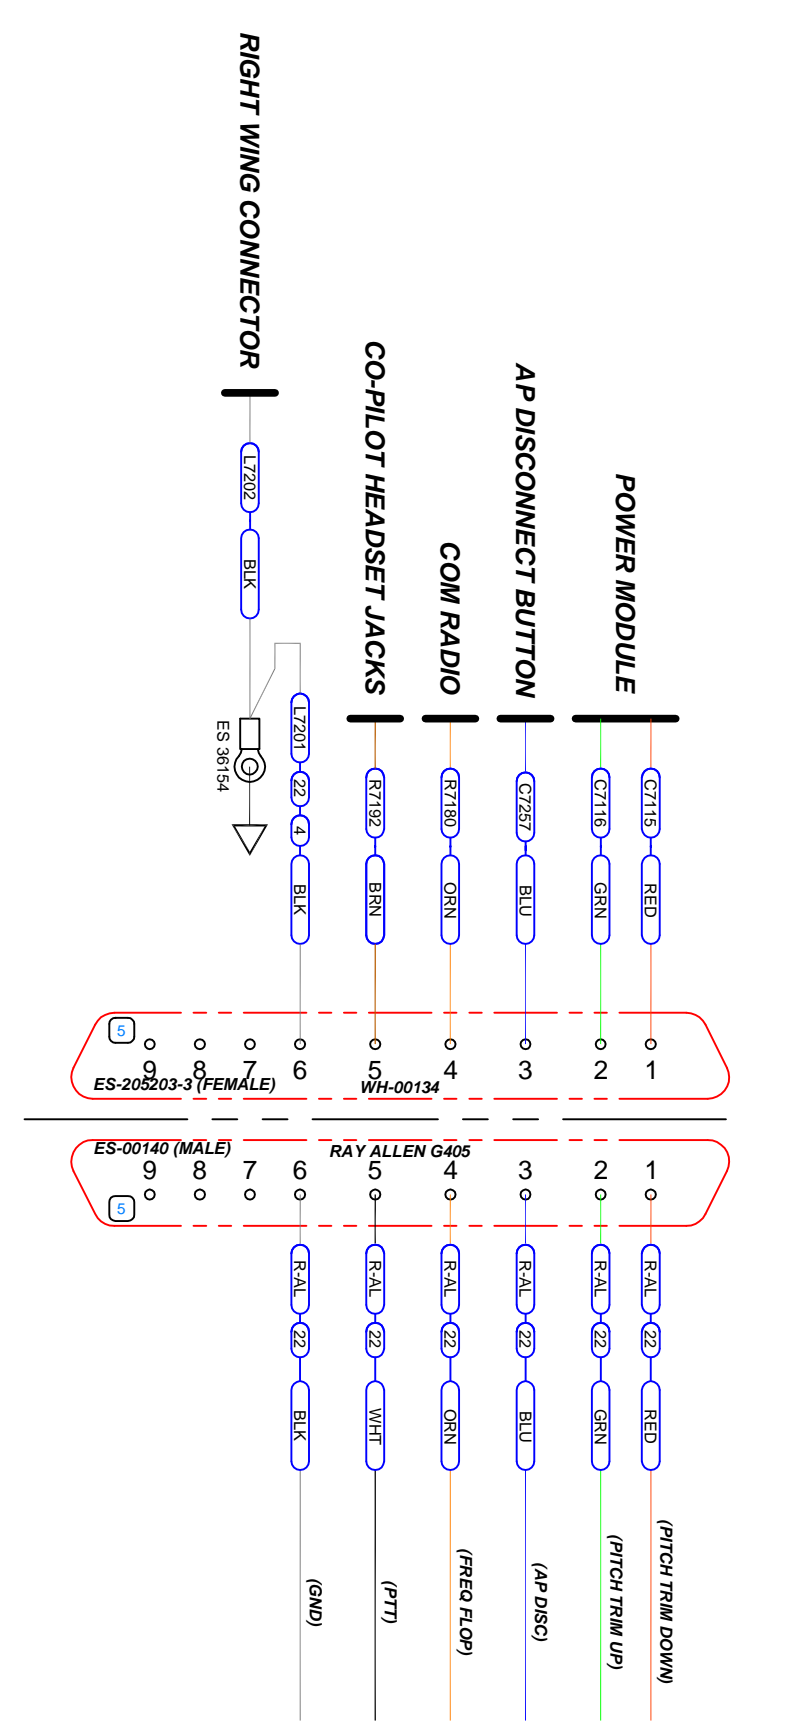 RIGHT WING CONNECTOR
CO-PILOT HEADSET JACKS
COM RADIO
AP DISCONNECT BUTTON
POWER MODULE
L7202
BLK
ES 36154
L7201
22
4
BLK
R7192
BRN
R7180
ORN
C7257
BLU
C7116
GRN
C7115
RED
5
9 8 7 6 5 4 3 2 1
ES-205203-3 (FEMALE)
WH-00134
ES-00140 (MALE)
RAY ALLEN G405
9 8 7 6 5 4 3 2 1
5
R-AL
22
BLK
(GND)
R-AL
22
WHT
(PTT)
R-AL
22
ORN
(FREQ FLOP)
R-AL
22
BLU
(AP DISC)
R-AL
22
GRN
(PITCH TRIM UP)
R-AL
22
RED
(PITCH TRIM DOWN)